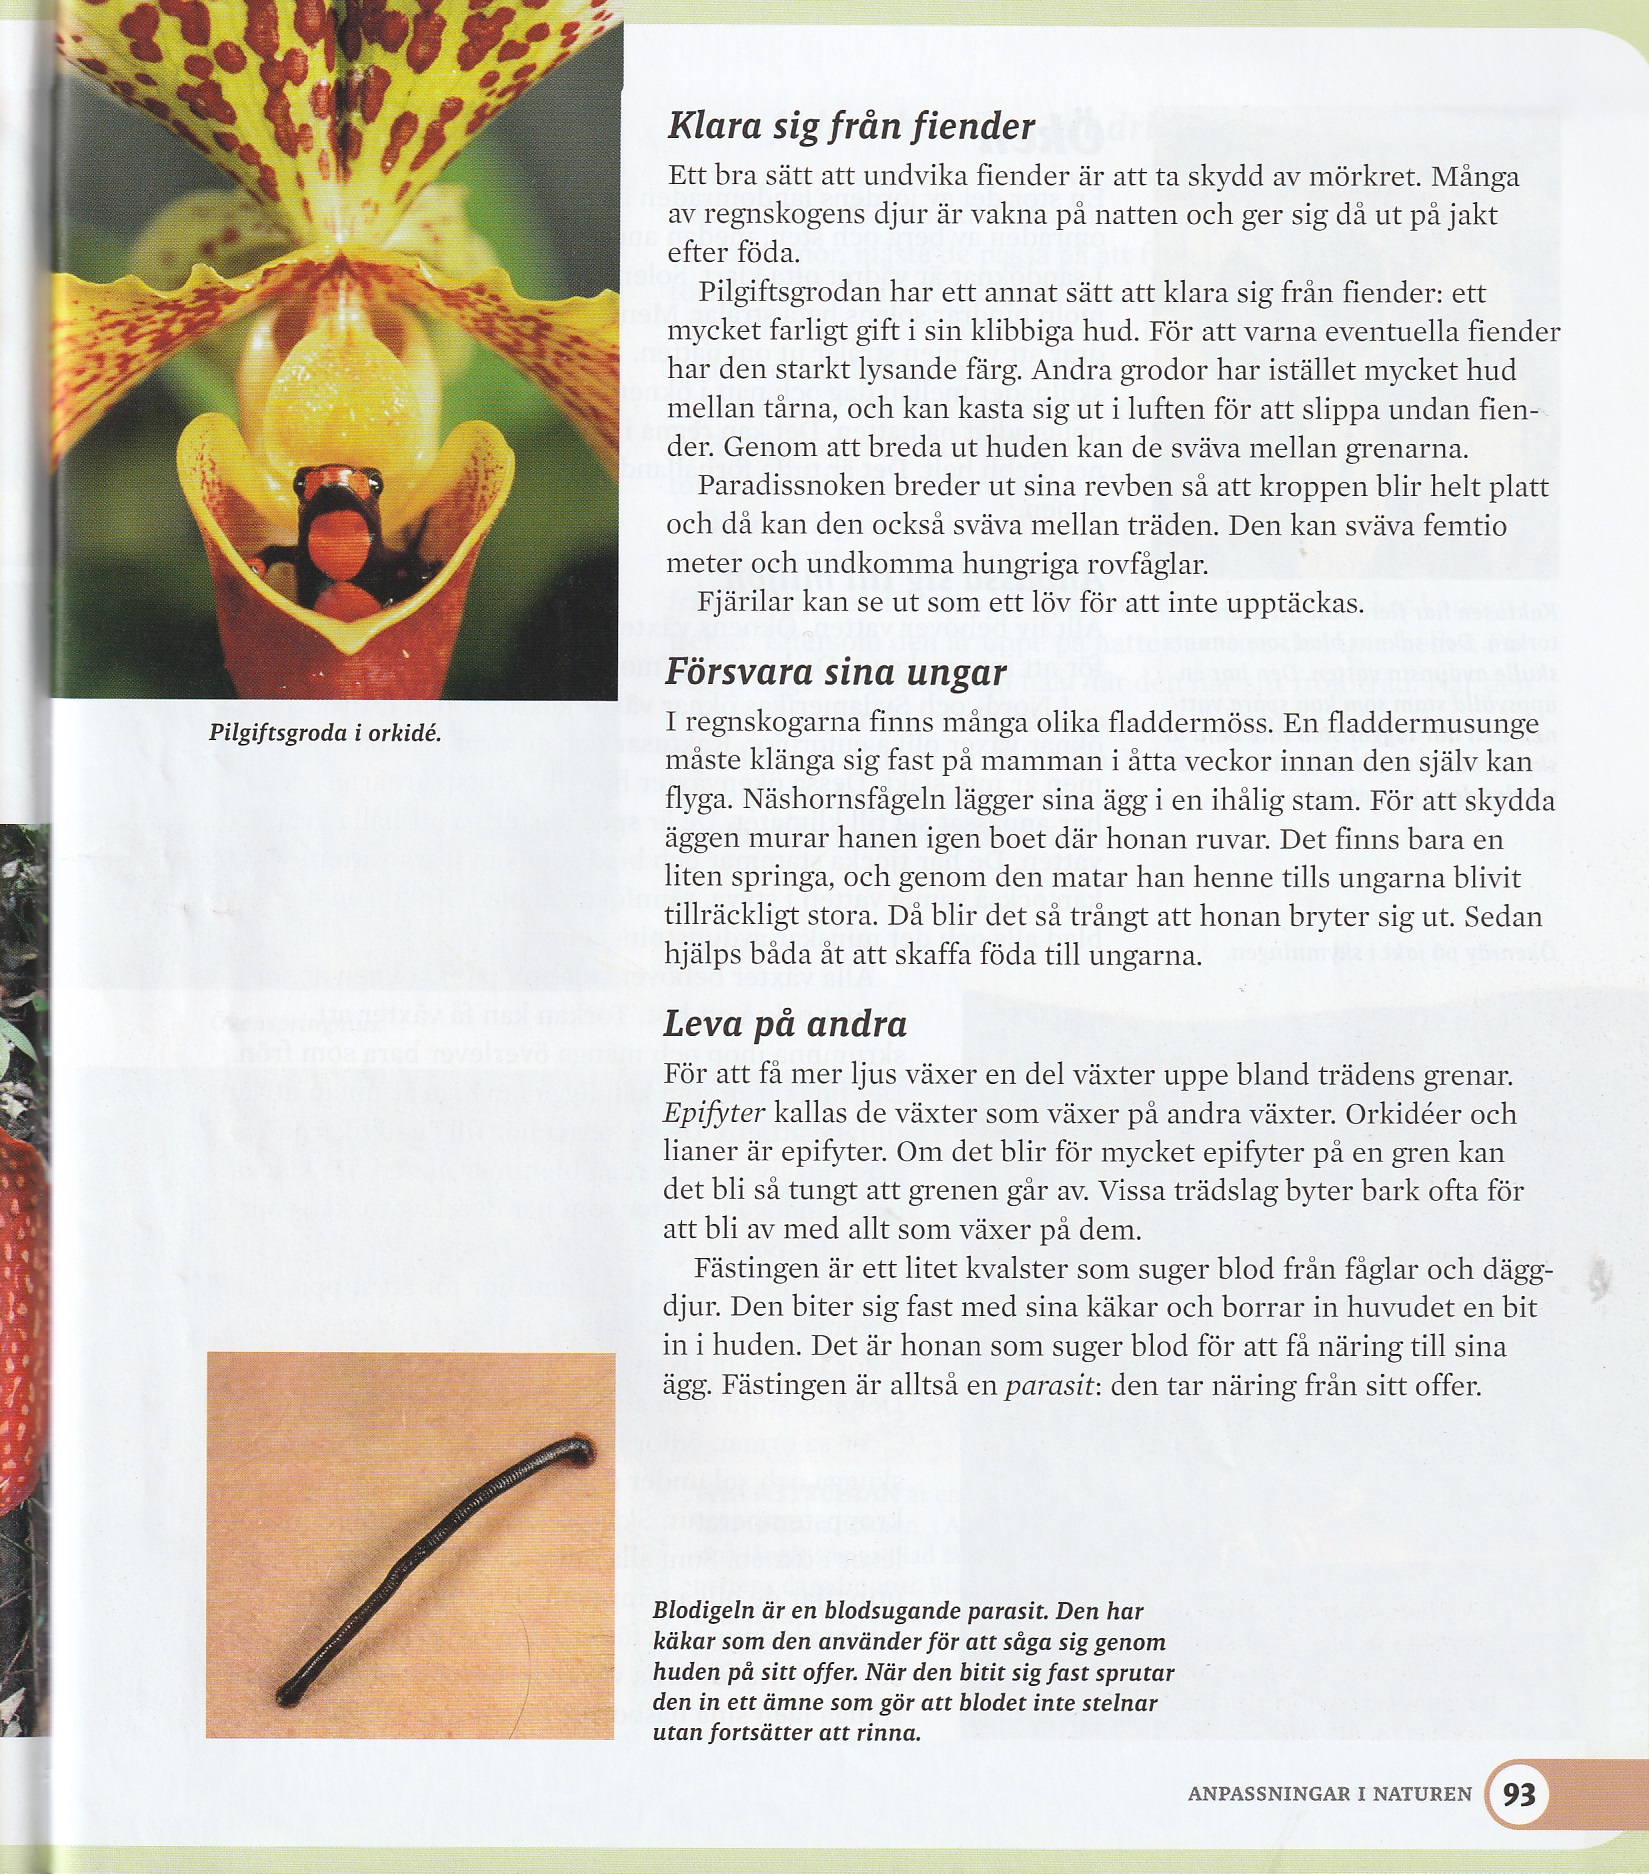 Klara sig från fiender
Ett bra sätt att undvika fiender är att ta skydd av mörkret. Många
av regnskogens djur är vakna på natten och ger sig då ut på jakt
efter föda.
Pilgiftsgrodan har ett annat sätt att klara sig från fiender: ett
mycket farligt gift i sin klibbiga hud. För att varna eventuella fiender
har den starkt lysande färg. Andra grodor har istället mycket hud
mellan tårna, och kan kasta sig ut i luften för att slippa undan fien-
der. Genom att breda ut huden kan de sväva mellan grenarna.
Paradissnoken breder ut sina revben så att kroppen blir helt platt
och då kan den också sväva mellan träden. Den kan sväva femtio
meter och undkomma hungriga rovfåglar.
Fjärilar kan se ut som ett löv för att inte upptäckas.
Försvara sina ungar
I regnskogarna finns många olika fladdermöss. En fladdermusunge
måste klänga sig fast på mamman i åtta veckor innan den själv kan
flyga. Näshornsfågeln lägger sina ägg i en ihålig stam. För att skydda
äggen murar hanen igen boet där honan ruvar. Det finns bara en
liten springa, och genom den matar han henne tills ungarna blivit
tillräckligt stora. Då blir det så trångt att honan bryter sig ut. Sedan
hjälps båda åt att skaffa föda till ungarna.
Pilgiftsgroda i orkidé.
Leva på andra
För att få mer ljus växer en del växter uppe bland trädens grenar.
Epifyter kallas de växter som växer på andra växter. Orkidéer och
lianer är epifyter. Om det blir för mycket epifyter på en gren kan
det bli så tungt att grenen går av. Vissa trädslag byter bark ofta för
att bli av med allt som växer på dem.
Fästingen är ett litet kvalster som suger blod från fåglar och dägg-
djur. Den biter sig fast med sina käkar och borrar in huvudet en bit
in i huden. Det är honan som suger blod för att få näring till sina
ägg. Fästingen är alltså en parasit: den tar näring från sitt offer.
Blodigeln är en blodsugande parasit. Den har
käkar som den använder för att såga sig genom
huden på sitt offer. När den bitit sig fast sprutar
den in ett ämne som gör att blodet inte stelnar
utan fortsätter att rinna.
ANPASSNINGAR I NATUREN 93